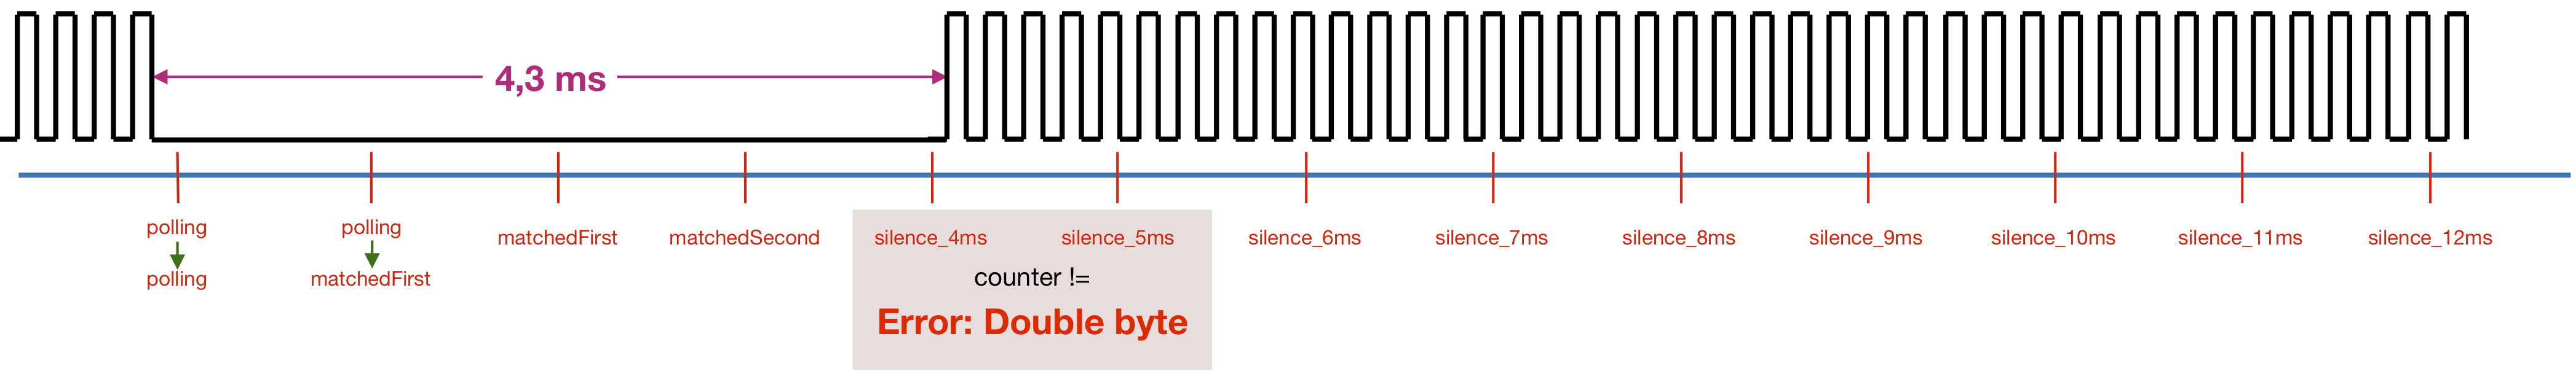 4,3 ms
polling
polling
polling
matchedFirst
matchedFirst
matchedSecond
silence_4ms
silence_5ms
silence_6ms
silence_7ms
silence_8ms
silence_9ms
silence_10ms
silence_11ms
silence_12ms
counter !=
Error: Double byte